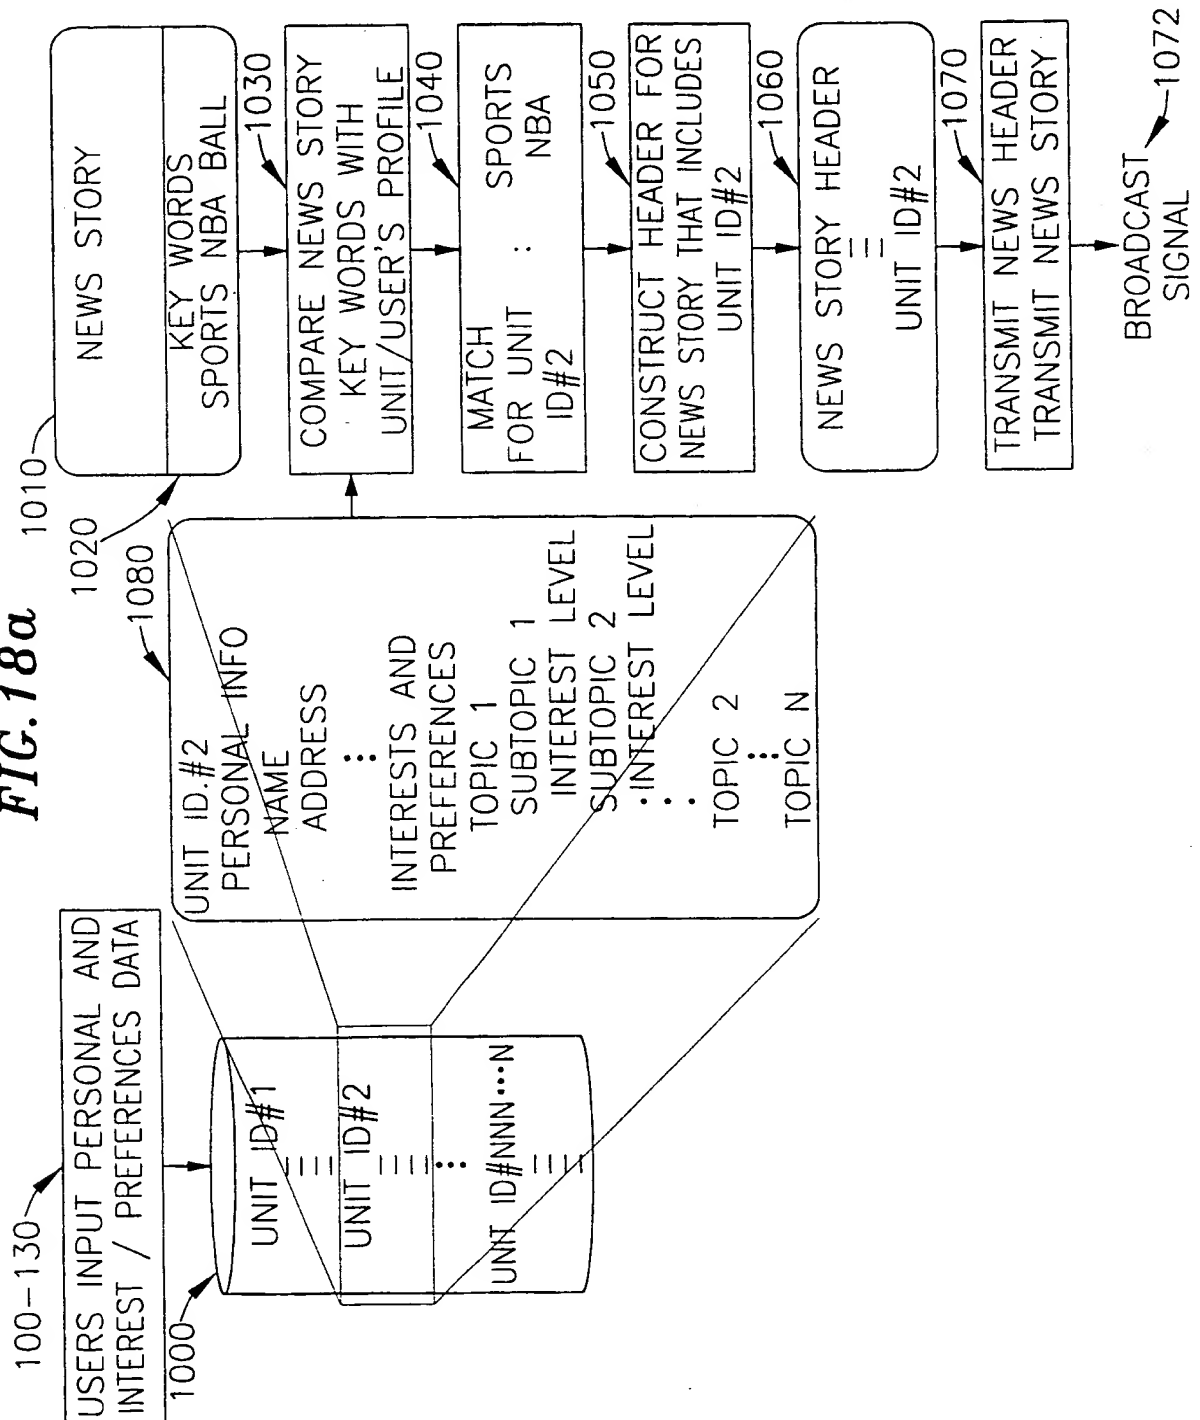 FIG.18a
100-130
USERS INPUT PERSONAL AND
INTEREST / PREFERENCES DATA
1000
UNIT ID#1
UNIT ID#2
UNIT ID#NNN...N
1080
UNIT ID.#2
PERSONAL INFO
NAME
ADDRESS
INTERESTS AND
PREFERENCES
TOPIC 1
SUBTOPIC 1
INTEREST LEVEL
SUBTOPIC 2
INTEREST LEVEL
TOPIC 2
TOPIC N
1010
NEWS STORY
1020
KEY WORDS
SPORTS NBA BALL
1030
COMPARE NEWS STORY
KEY WORDS WITH
UNIT/USER'S PROFILE
1040
MATCH : SPORTS
FOR UNIT NBA
ID#2
1050
CONSTRUCT HEADER FOR
NEWS STORY THAT INCLUDES
UNIT ID#2
1060
NEWS STORY HEADER
UNIT ID#2
1070
TRANSMIT NEWS HEADER
TRANSMIT NEWS STORY
BROADCAST
SIGNAL
1072